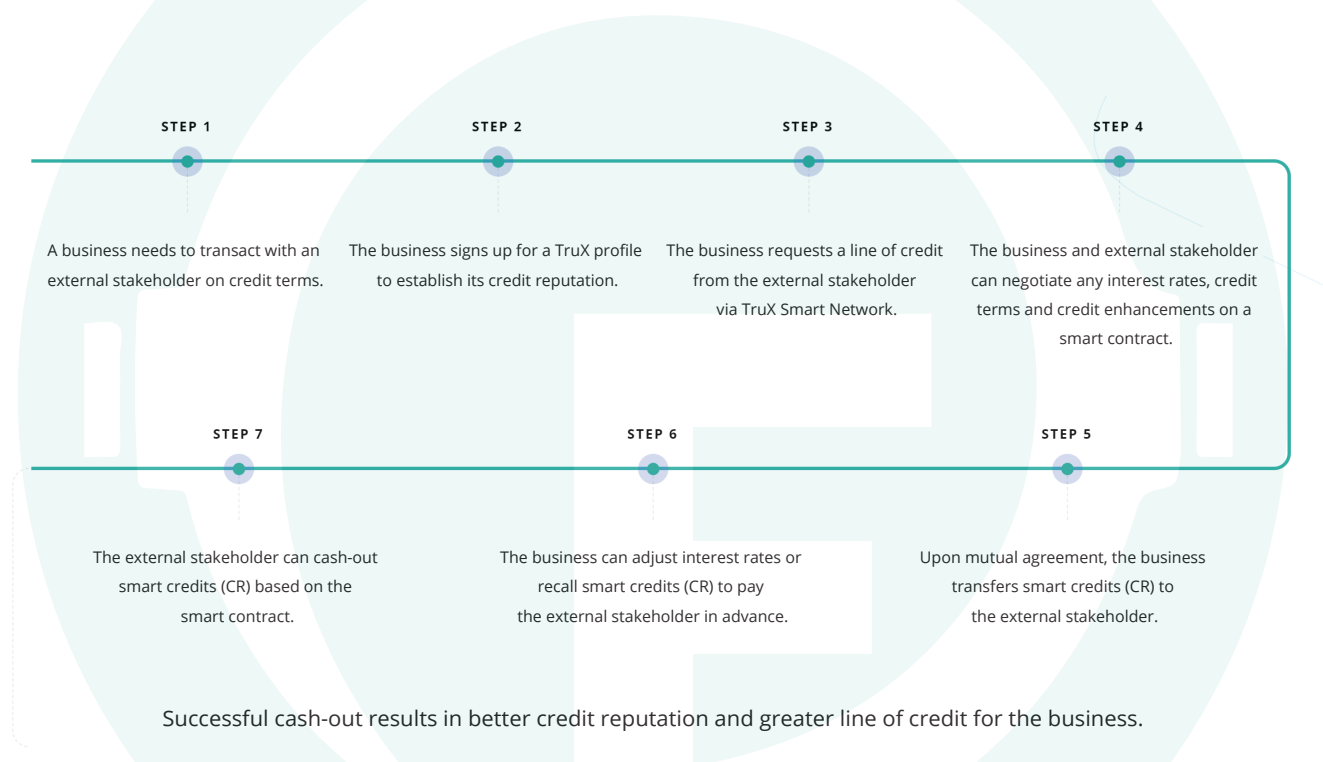 STEP 1
A business needs to transact with an
external stakeholder on credit terms.
STEP 2
The business signs up for a TruX profile
to establish its credit reputation.
STEP 3
The business requests a line of credit
from the external stakeholder
via TruX Smart Network.
STEP 4
The business and external stakeholder
can negotiate any interest rates, credit
terms and credit enhancements on a
smart contract.
STEP 5
Upon mutual agreement, the business
transfers smart credits (CR) to
the external stakeholder.
STEP 6
The business can adjust interest rates or
recall smart credits (CR) to pay
the external stakeholder in advance.
STEP 7
The external stakeholder can cash-out
smart credits (CR) based on the
smart contract.
Successful cash-out results in better credit reputation and greater line of credit for the business.